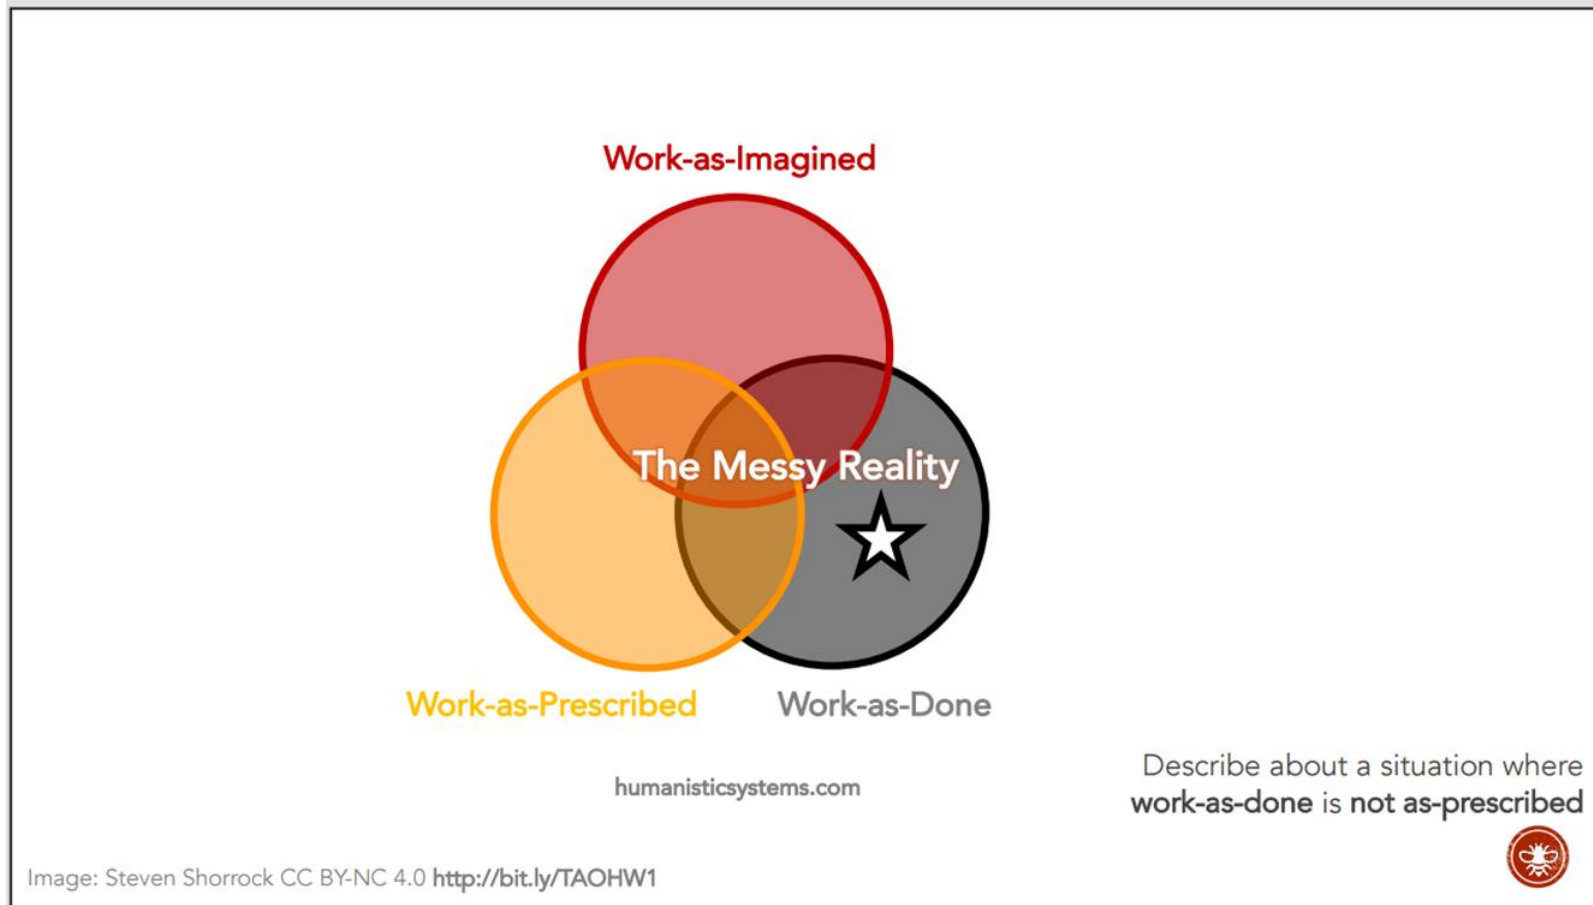 Work-as-Imagined
The Messy Reality
Work-as-Prescribed
Work-as-Done
humanisticsystems.com
Describe about a situation where
work-as-done is not as-prescribed
Image: Steven Shorrock CC BY-NC 4.0 http://bit.ly/TAOHW1